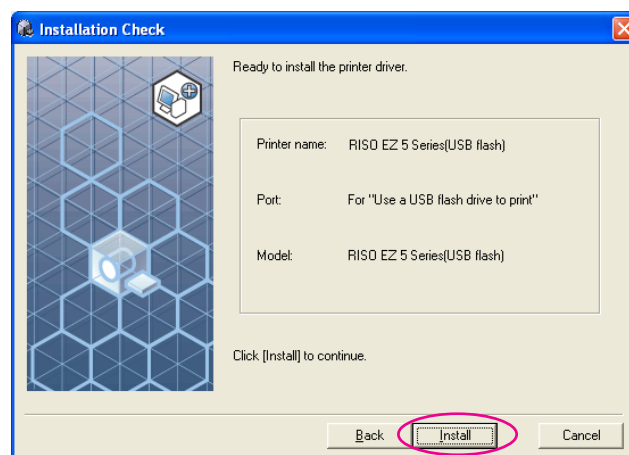 Installation Check
Ready to install the printer driver.
Printer name: RISO EZ 5 Series(USB flash)
Port: For "Use a USB flash drive to print"
Model: RISO EZ 5 Series(USB flash)
Click [Install] to continue.
Back Install Cancel